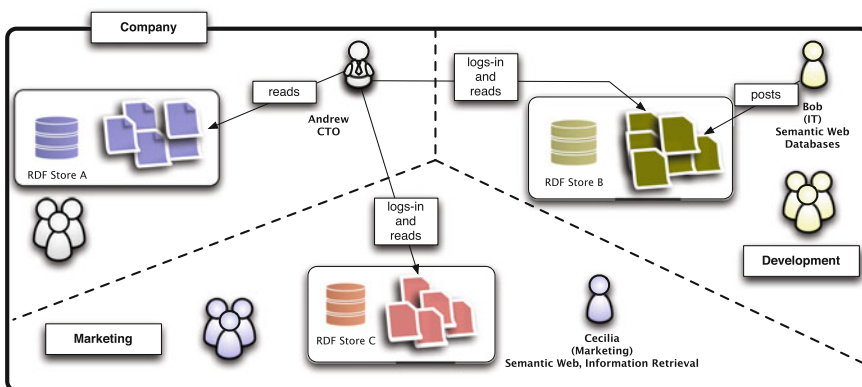 Company
reads
Andrew
CTO
logs-in
and
reads
posts
Bob
(IT)
Semantic Web
Databases
RDF Store A
RDF Store B
logs-in
and
reads
Development
RDF Store C
Marketing
Cecilia
(Marketing)
Semantic Web, Information Retrieval